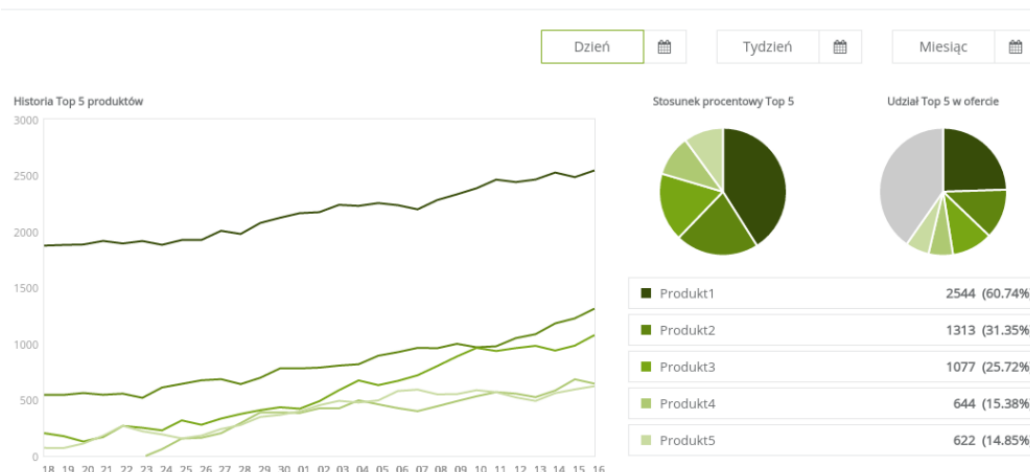 Dzień Tydzień Miesiąc
Historia Top 5 produktów
Stosunek procentowy Top 5
Udział Top 5 w ofercie
3000
2500
2000
1500
1000
500
0
18 19 20 21 22 23 24 25 26 27 28 29 30 01 02 03 04 05 06 07 08 09 10 11 12 13 14 15 16
Produkt1 2544 (60.74%
Produkt2 1313 (31.35%
Produkt3 1077 (25.72%
Produkt4 644 (15.38%
Produkt5 622 (14.85%